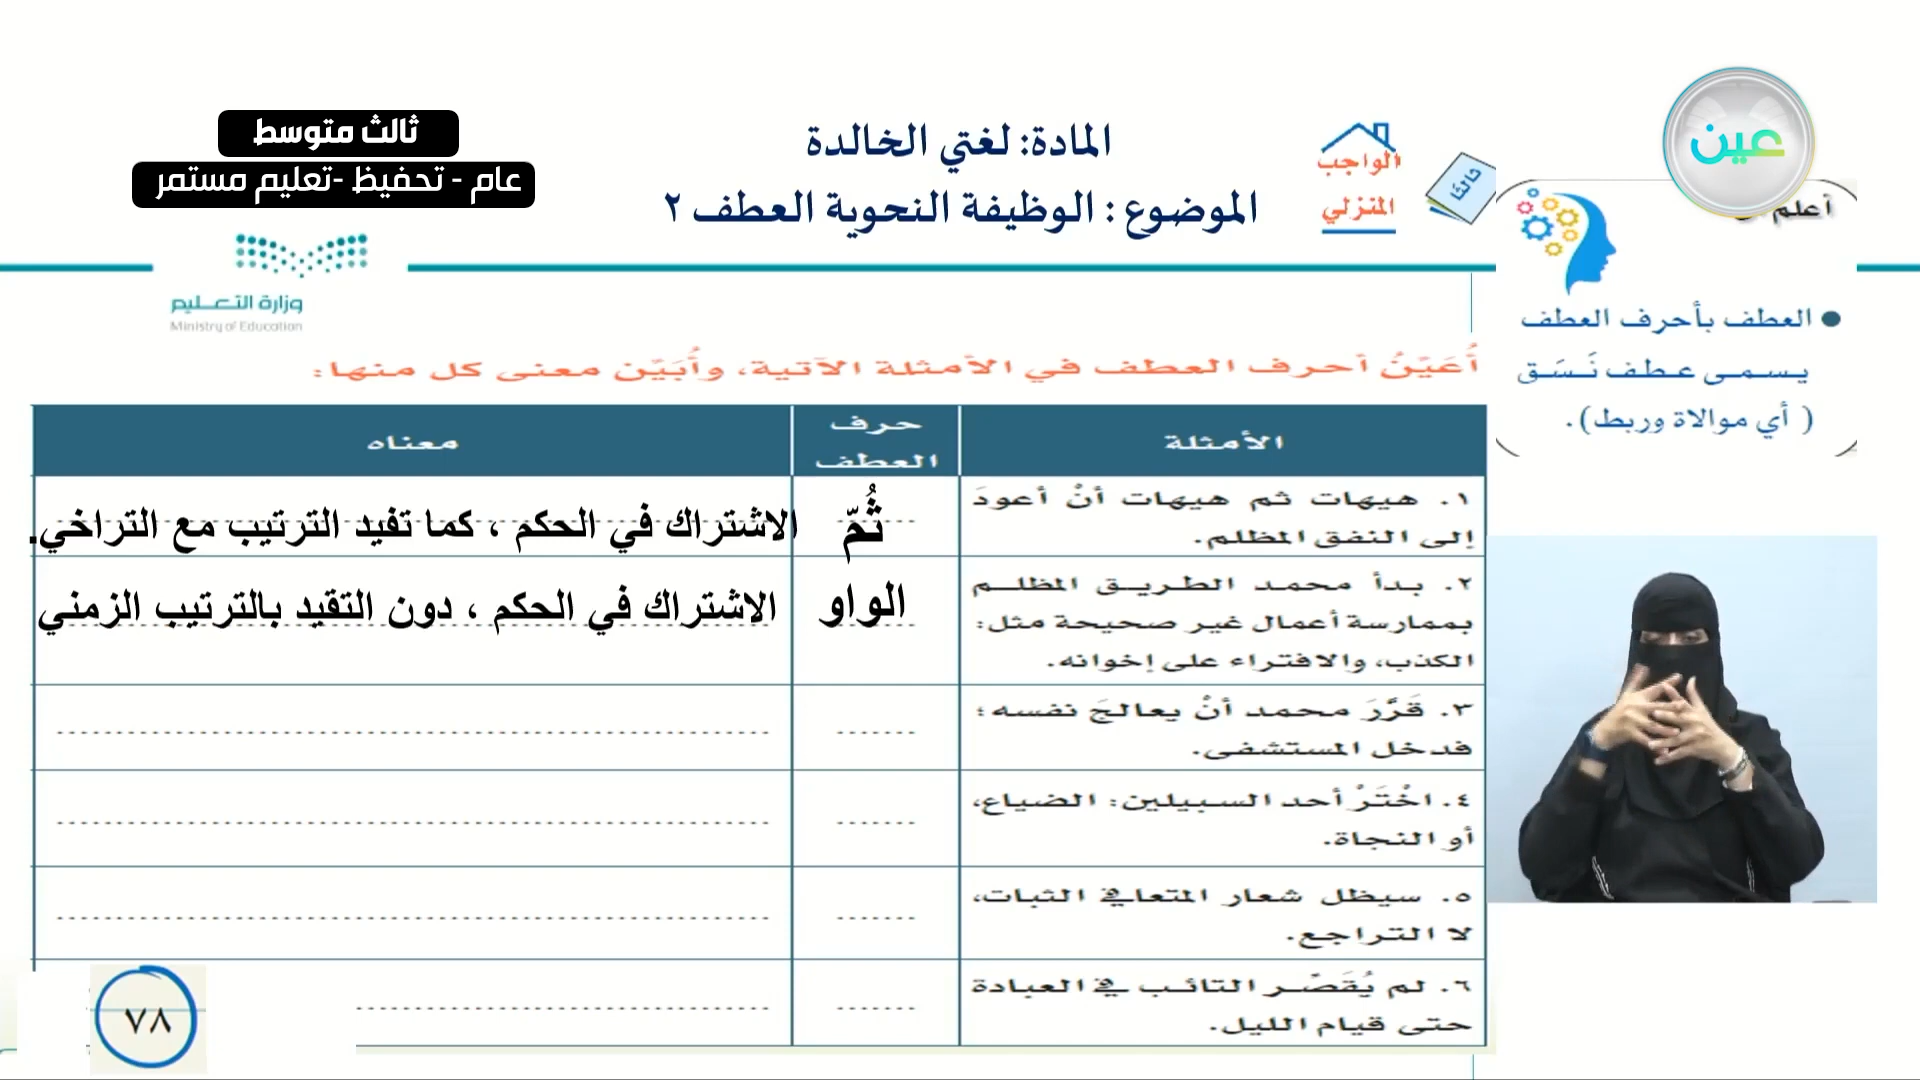 ثالث متوسط
عام - تحفيظ -تعليم مستمر
المادة: لغتي الخالدة
الموضوع : الوظيفة النحوية العطف ٢
الواجب
المنزلي
ثالثًا
عين
وزارة التعليم
Ministry of Education
العطف بأحرف العطف
يسمى عطف نَسَق
( أي موالاة وربط).
أُعَيِّنُ أحرف العطف في الأمثلة الآتية، وأُبَيِّن معنى كل منها:
الأمثلة
حرف
العطف
معناه
١. هيهات ثم هيهات أنْ أعودَ
إلى النفق المظلم.
ثُمّ
الاشتراك في الحكم ، كما تفيد الترتيب مع التراخي.
٢. بدأ محمد الطريق المظلم
بممارسة أعمال غير صحيحة مثل:
الكذب، والافتراء على إخوانه.
الواو
الاشتراك في الحكم ، دون التقيد بالترتيب الزمني
٣. قَرَّرَ محمد أنْ يعالجَ نفسه؛
فدخل المستشفى.
٤. اخْتَرْ أحد السبيلين: الضياع،
أو النجاة.
٥. سيظل شعار المتعافي الثبات،
لا التراجع.
٦. لم يُقَصِّر التائب في العبادة
حتى قيام الليل.
٧٨